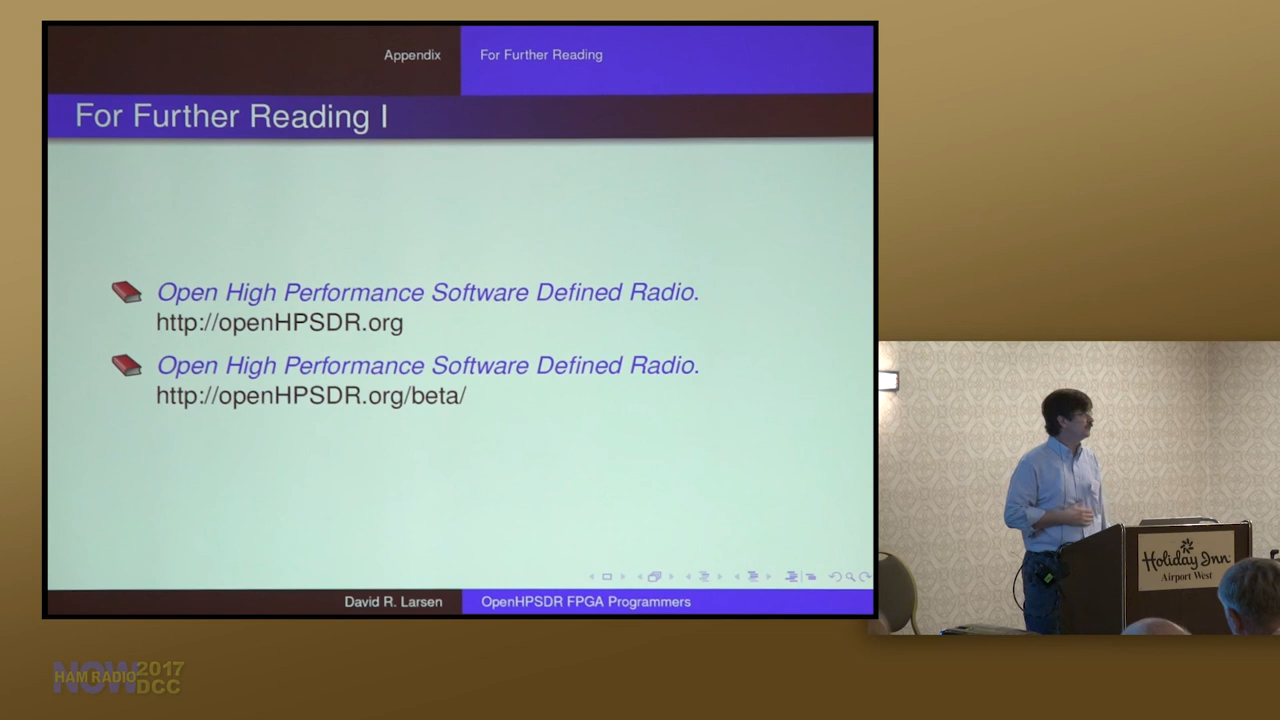 Appendix
For Further Reading
For Further Reading I
Open High Performance Software Defined Radio.
http://openHPSDR.org
Open High Performance Software Defined Radio.
http://openHPSDR.org/beta/
David R. Larsen
OpenHPSDR FPGA Programmers
Holiday Inn
Airport West
NOW
HAM RADIO
2017
DCC